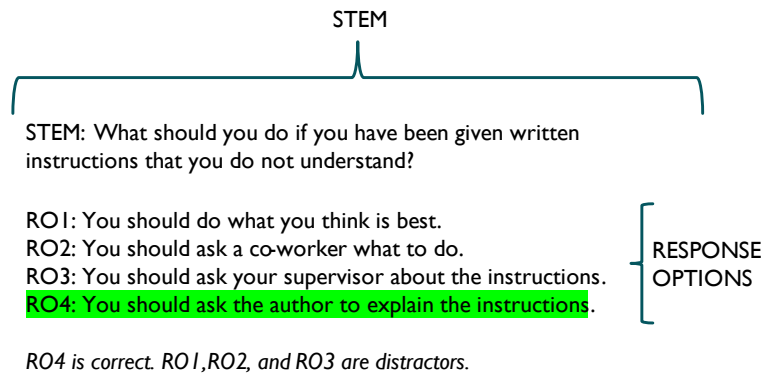 STEM
STEM: What should you do if you have been given written
instructions that you do not understand?
RO1: You should do what you think is best.
RO2: You should ask a co-worker what to do.
RO3: You should ask your supervisor about the instructions.
RO4: You should ask the author to explain the instructions.
RESPONSE
OPTIONS
RO4 is correct. RO1,RO2, and RO3 are distractors.